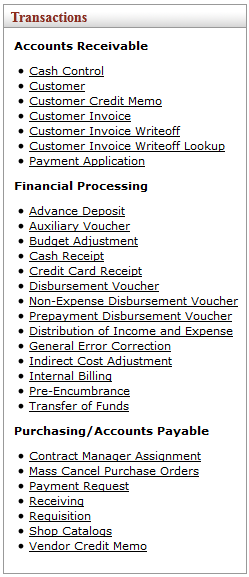 Transactions
Accounts Receivable
Cash Control
Customer
Customer Credit Memo
Customer Invoice
Customer Invoice Writeoff
Customer Invoice Writeoff Lookup
Payment Application
Financial Processing
Advance Deposit
Auxiliary Voucher
Budget Adjustment
Cash Receipt
Credit Card Receipt
Disbursement Voucher
Non-Expense Disbursement Voucher
Prepayment Disbursement Voucher
Distribution of Income and Expense
General Error Correction
Indirect Cost Adjustment
Internal Billing
Pre-Encumbrance
Transfer of Funds
Purchasing/Accounts Payable
Contract Manager Assignment
Mass Cancel Purchase Orders
Payment Request
Receiving
Requisition
Shop Catalogs
Vendor Credit Memo